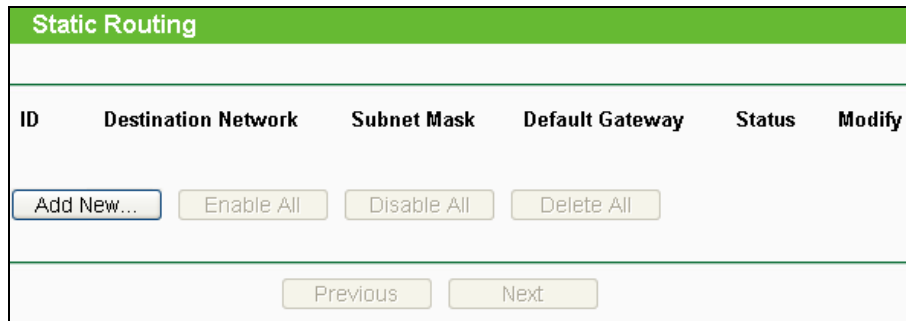 Static Routing
ID Destination Network Subnet Mask Default Gateway Status Modify
Add New... Enable All Disable All Delete All
Previous Next